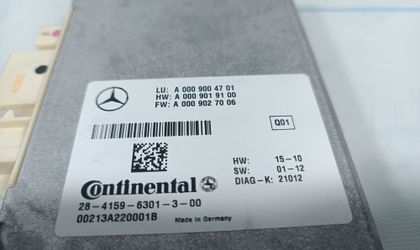 LU: A 000 900 47 01
HW: A 000 901 91 00
FW: A 000 902 70 06
Q01
HW: 15-10
SW: 01-12
DIAG-K: 21012
Continental
28-4159-6301-3-00
00213A220001B
Made in Germany